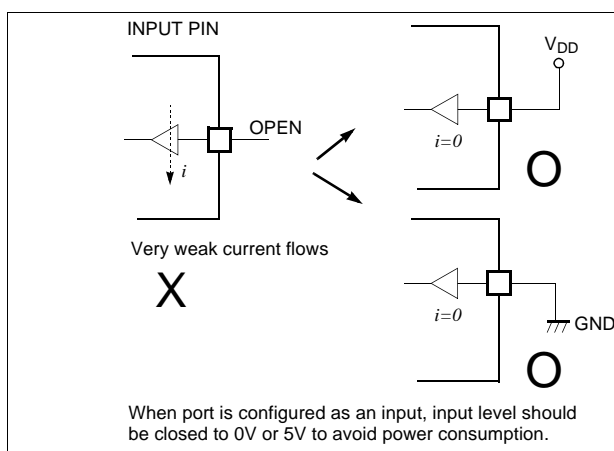 INPUT PIN
OPEN
i
Very weak current flows
X
VDD
i=0
O
i=0
GND
O
When port is configured as an input, input level should
be closed to 0V or 5V to avoid power consumption.